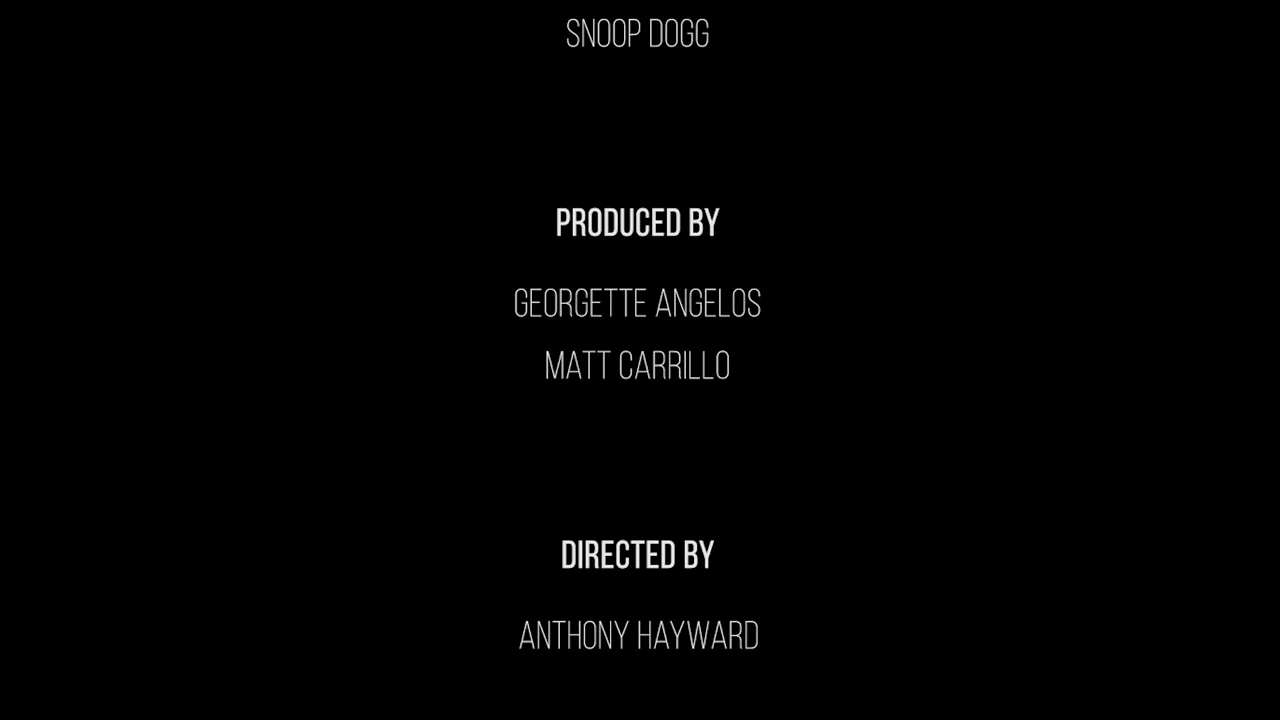 SNOOP DOGG
PRODUCED BY
GEORGETTE ANGELOS
MATT CARRILLO
DIRECTED BY
ANTHONY HAYWARD